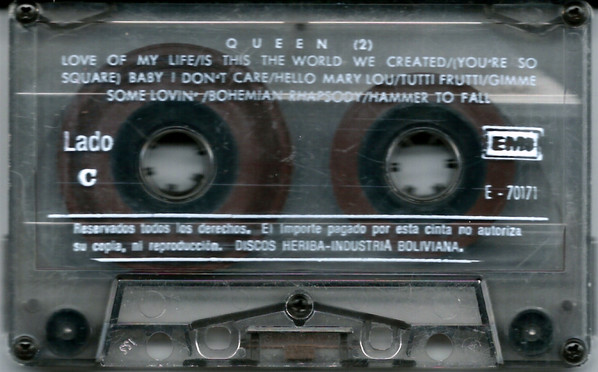 QUEEN (2)
LOVE OF MY LIFE/IS THIS THE WORLD WE CREATED/(YOU'RE SO
SQUARE) BABY I DON'T CARE/HELLO MARY LOU/TUTTI FRUTTI/GIMME
SOME LOVIN'/BOHEMIAN RHAPSODY/HAMMER TO FALL
Lado
C
EMI
E - 70171
Reservados todos los derechos. El importe pagado por esta cinta no autoriza
su copia, ni reproducción. DISCOS HERIBA-INDUSTRIA BOLIVIANA.